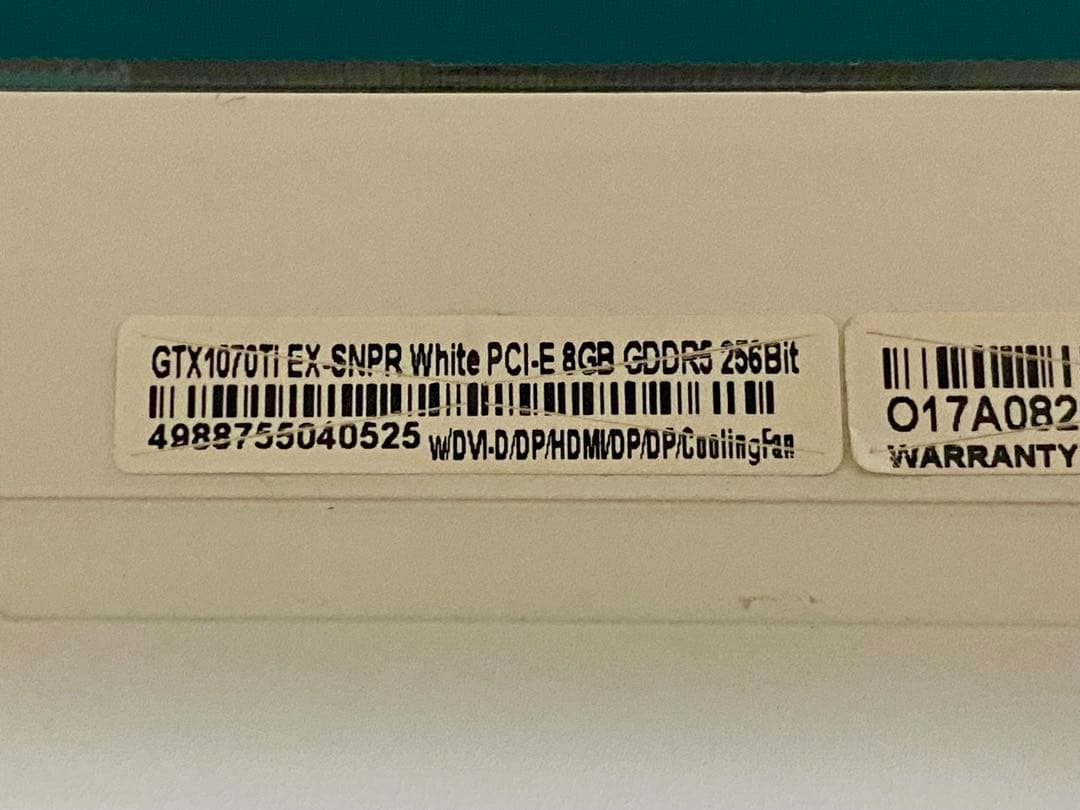 GTX1070Ti EX-SNPR White PCI-E 8GB GDDR5 256Bit
4988755040525 W/DVI-D/DP/HDMI/DP/DP/CoolingFan
O17A082
WARRANTY